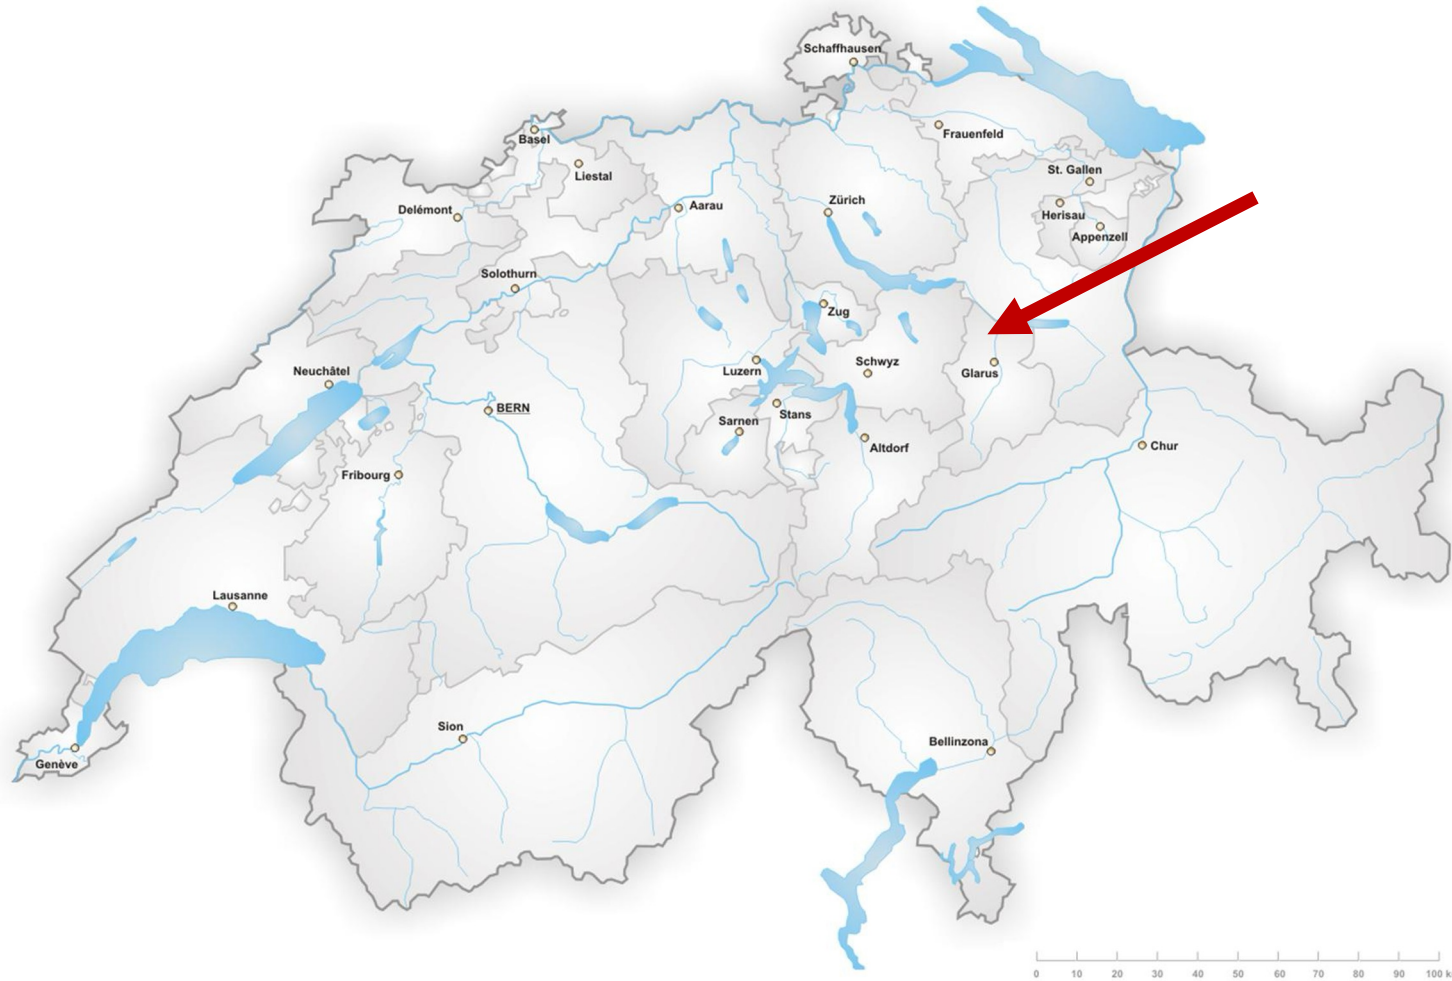 Schaffhausen
Basel
Frauenfeld
Liestal
St. Gallen
Delémont
Aarau
Zürich
Herisau
Appenzell
Solothurn
Zug
Neuchâtel
Luzern
Schwyz
Glarus
BERN
Stans
Sarnen
Altdorf
Chur
Fribourg
Lausanne
Sion
Bellinzona
Genève
0 10 20 30 40 50 60 70 80 90 100 k